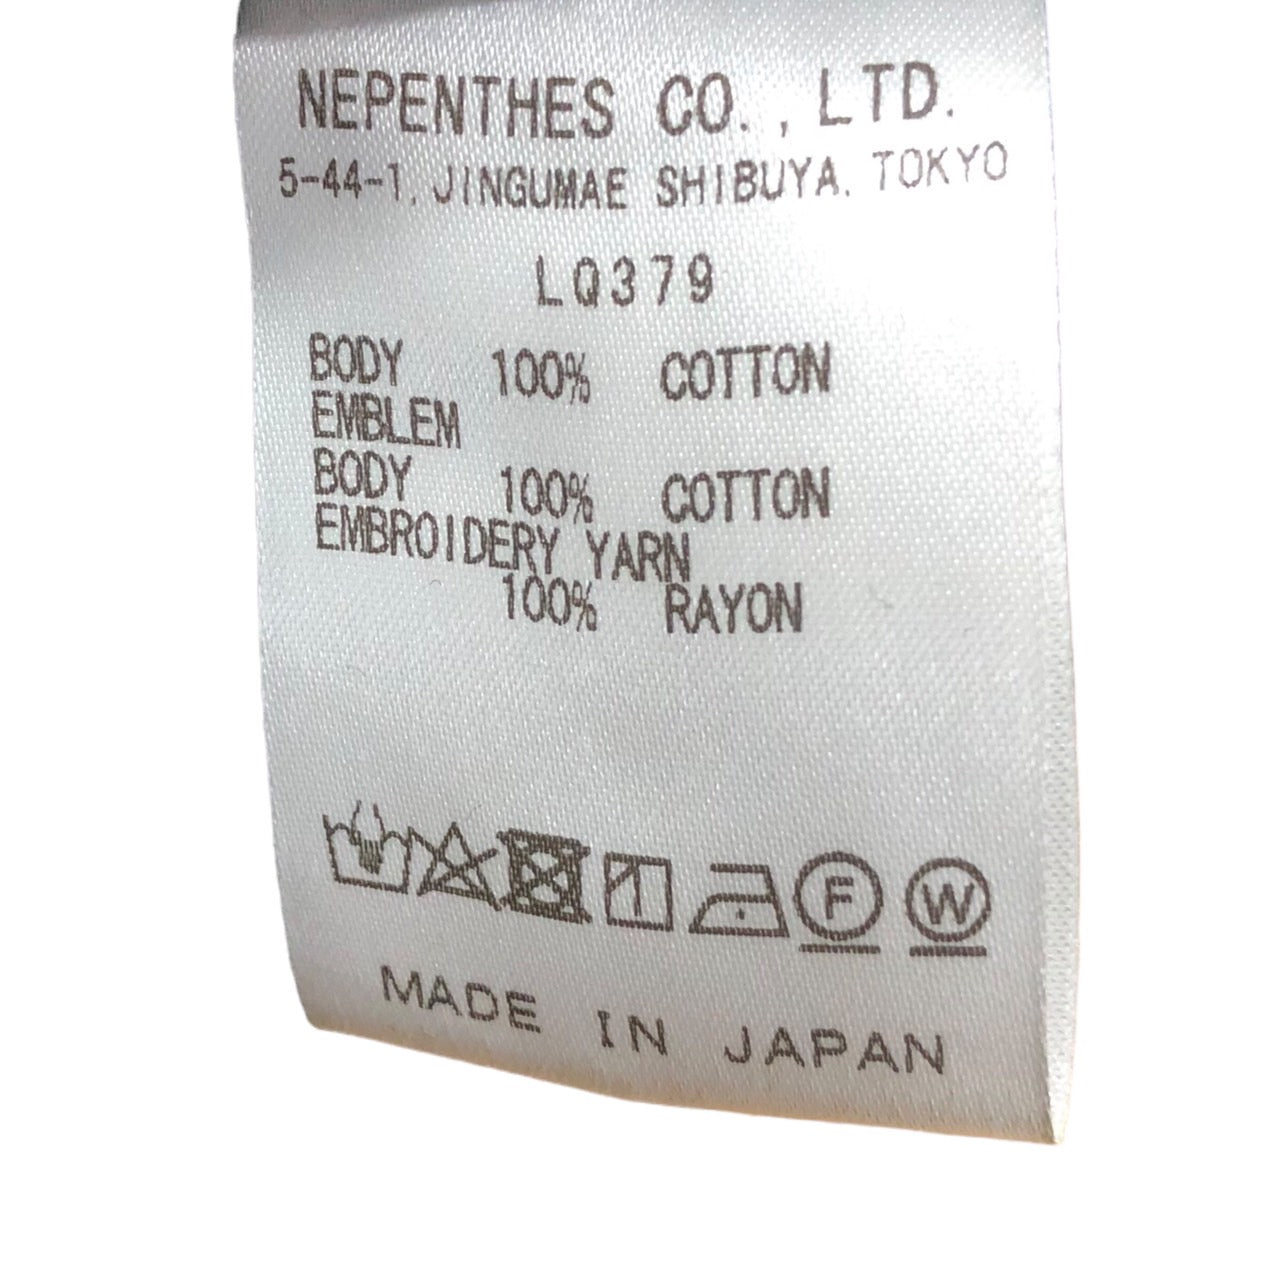 NEPENTHES CO., LTD.
5-44-1, JINGUMAE SHIBUYA, TOKYO
LQ379
BODY 100% COTTON
EMBLEM
BODY 100% COTTON
EMBROIDERY YARN
100% RAYON
F W
MADE IN JAPAN